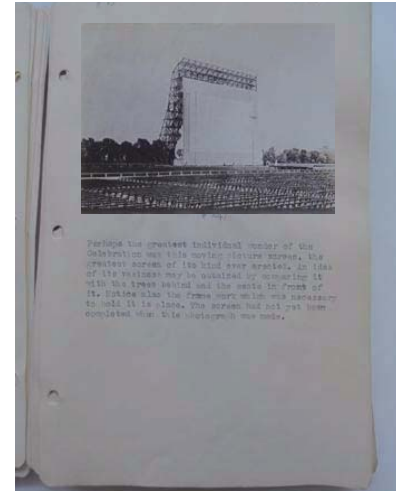 Perhaps the greatest individual wonder of the
Celebration was this moving picture screen, the
greatest screen of its kind ever erected. An idea
of its vastness may be obtained by comparing it
with the trees behind and the seats in front of
it. Notice also the frame work which was necessary
to hold it in place. The screen had not yet been
completed when this photograph was made.